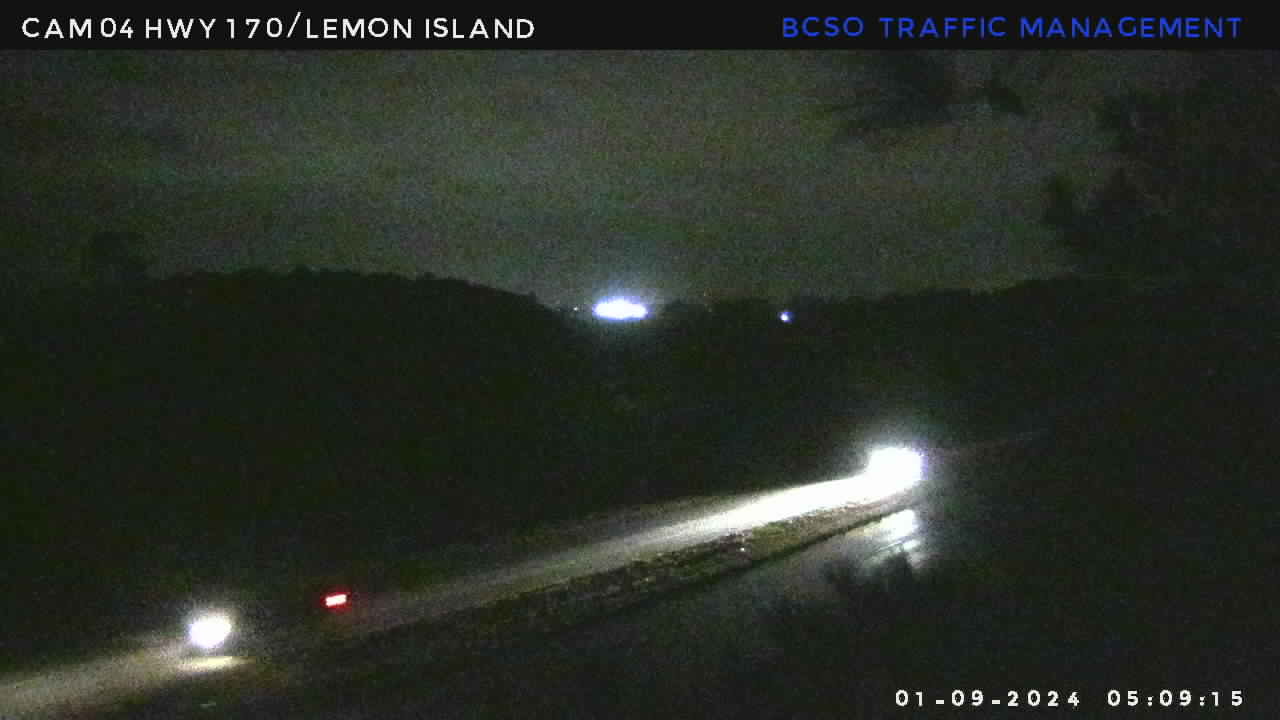 CAM04 HWY 170/LEMON ISLAND
BCSO TRAFFIC MANAGEMENT
01-09-2024 05:09:15